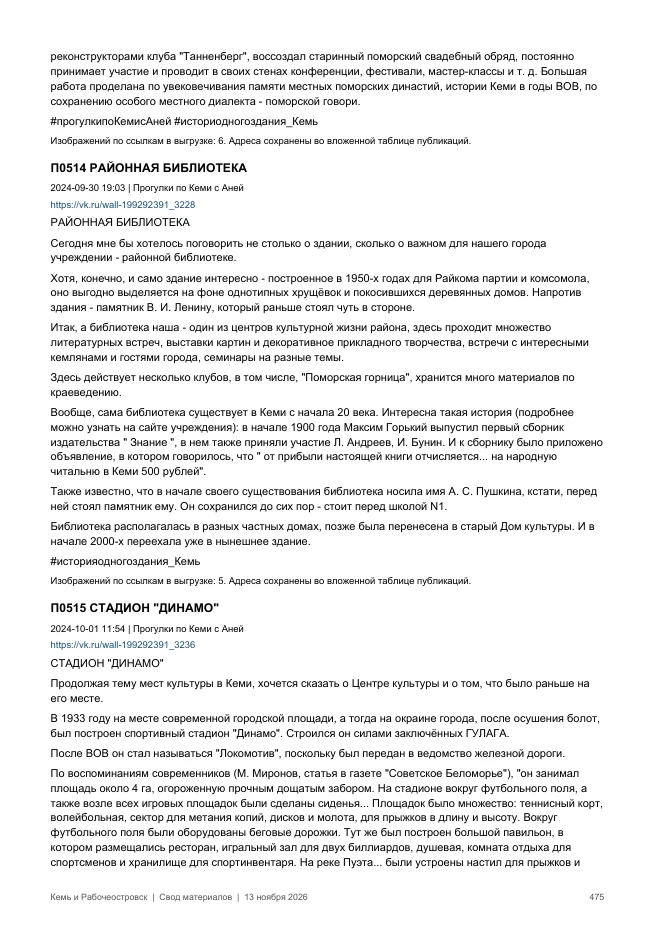 реконструкторами клуба "Танненберг", воссоздал старинный поморский свадебный обряд, постоянно
принимает участие и проводит в своих стенах конференции, фестивали, мастер-классы и т. д. Большая
работа проделана по увековечивания памяти местных поморских династий, истории Кеми в годы ВОВ, по
сохранению особого местного диалекта - поморской говори.
#прогулкипоКемисАней #историодногоздания_Кемь
Изображений по ссылкам в выгрузке: 6. Адреса сохранены во вложенной таблице публикаций.
П0514 РАЙОННАЯ БИБЛИОТЕКА
2024-09-30 19:03 | Прогулки по Кеми с Аней
https://vk.ru/wall-199292391_3228
РАЙОННАЯ БИБЛИОТЕКА
Сегодня мне бы хотелось поговорить не столько о здании, сколько о важном для нашего города
учреждении - районной библиотеке.
Хотя, конечно, и само здание интересно - построенное в 1950-х годах для Райкома партии и комсомола,
оно выгодно выделяется на фоне однотипных хрущёвок и покосившихся деревянных домов. Напротив
здания - памятник В. И. Ленину, который раньше стоял чуть в стороне.
Итак, а библиотека наша - один из центров культурной жизни района, здесь проходит множество
литературных встреч, выставки картин и декоративное прикладного творчества, встречи с интересными
кемлянами и гостями города, семинары на разные темы.
Здесь действует несколько клубов, в том числе, "Поморская горница", хранится много материалов по
краеведению.
Вообще, сама библиотека существует в Кеми с начала 20 века. Интересна такая история (подробнее
можно узнать на сайте учреждения): в начале 1900 года Максим Горький выпустил первый сборник
издательства " Знание ", в нем также приняли участие Л. Андреев, И. Бунин. И к сборнику было приложено
объявление, в котором говорилось, что " от прибыли настоящей книги отчисляется... на народную
читальню в Кеми 500 рублей".
Также известно, что в начале своего существования библиотека носила имя А. С. Пушкина, кстати, перед
ней стоял памятник ему. Он сохранился до сих пор - стоит перед школой N1.
Библиотека располагалась в разных частных домах, позже была перенесена в старый Дом культуры. И в
начале 2000-х переехала уже в нынешнее здание.
#историяодногоздания_Кемь
Изображений по ссылкам в выгрузке: 5. Адреса сохранены во вложенной таблице публикаций.
П0515 СТАДИОН "ДИНАМО"
2024-10-01 11:54 | Прогулки по Кеми с Аней
https://vk.ru/wall-199292391_3236
СТАДИОН "ДИНАМО"
Продолжая тему мест культуры в Кеми, хочется сказать о Центре культуры и о том, что было раньше на
его месте.
В 1933 году на месте современной городской площади, а тогда на окраине города, после осушения болот,
был построен спортивный стадион "Динамо". Строился он силами заключённых ГУЛАГА.
После ВОВ он стал называться "Локомотив", поскольку был передан в ведомство железной дороги.
По воспоминаниям современников (М. Миронов, статья в газете "Советское Беломорье"), "он занимал
площадь около 4 га, огороженную прочным дощатым забором. На стадионе вокруг футбольного поля, а
также возле всех игровых площадок были сделаны сиденья... Площадок было множество: теннисный корт,
волейбольная, сектор для метания копий, дисков и молота, для прыжков в длину и высоту. Вокруг
футбольного поля были оборудованы беговые дорожки. Тут же был построен большой павильон, в
котором размещались ресторан, игральный зал для двух биллиардов, душевая, комната отдыха для
спортсменов и хранилище для спортинвентаря. На реке Пуэта... были устроены настил для прыжков и
Кемь и Рабочеостровск | Свод материалов | 13 ноября 2026
475